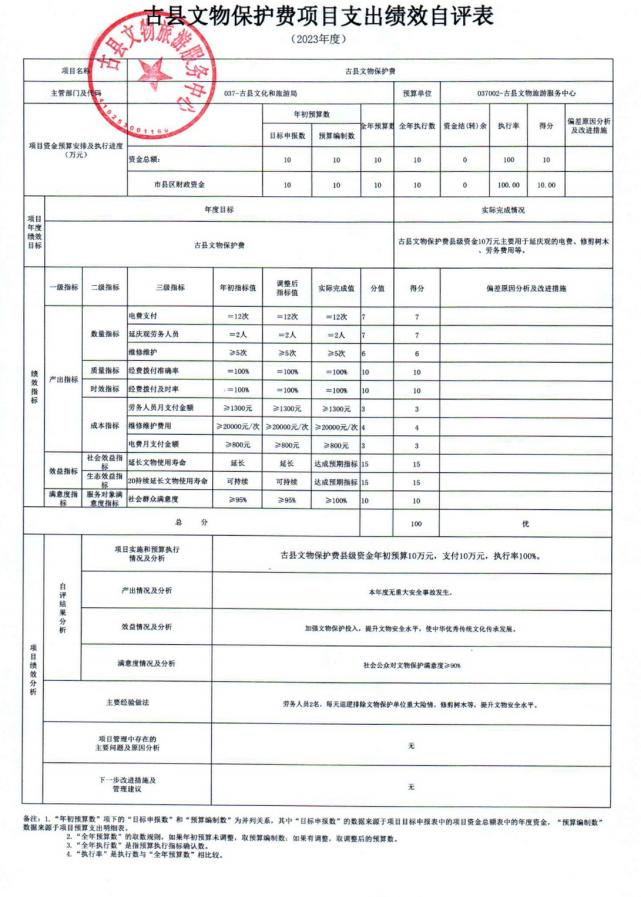 古县文物保护费项目支出绩效自评表
（2023年度）
项目名称 古县文物保护费
主管部门及代码 037-古县文化和旅游局 预算单位 037002-古县文物旅游服务中心
项目资金预算安排及执行进度（万元） 年初预算数 全年预算数 全年执行数 资金结(转)余 执行率 得分 偏差原因分析及改进措施
目标申报数 预算编制数
资金总额： 10 10 10 10 0 100 10
市县区财政资金 10 10 10 10 0 100.00 10.00
项目年度绩效目标 年度目标 实际完成情况
古县文物保护费 古县文物保护费县级资金10万元主要用于延庆观的电费、修剪树木、劳务费用等。
绩效指标 一级指标 二级指标 三级指标 年初指标值 调整后指标值 实际完成值 分值 得分 偏差原因分析及改进措施
产出指标 数量指标 电费支付 ＝12次 ＝12次 ＝12次 7 7
延庆观劳务人员 ＝2人 ＝2人 ＝2人 7 7
维修维护 ≥5次 ≥5次 ≥5次 6 6
质量指标 经费拨付准确率 ＝100% ＝100% ＝100% 10 10
时效指标 经费拨付及时率 ＝100% ＝100% ＝100% 10 10
成本指标 劳务人员月支付金额 ≥1300元 ≥1300元 ≥1300元 3 3
维修维护费用 ≥20000元/次 ≥20000元/次 ≥20000元/次 4 4
电费月支付金额 ≥800元 ≥800元 ≥800元 3 3
效益指标 社会效益指标 延长文物使用寿命 延长 延长 达成预期指标 15 15
生态效益指标 20持续延长文物使用寿命 可持续 可持续 达成预期指标 15 15
满意度指标 服务对象满意度指标 社会群众满意度 ≥95% ≥95% ≥100% 10 10
总 分 100 优
项目绩效分析 自评结果分析 项目实施和预算执行情况及分析 古县文物保护费县级资金年初预算10万元，支付10万元，执行率100%。
产出情况及分析 本年度无重大安全事故发生。
效益情况及分析 加强文物保护投入，提升文物安全水平，使中华优秀传统文化传承发展。
满意度情况及分析 社会公众对文物保护满意度≥90%
主要经验做法 劳务人员2名，每天巡逻排除文物保护单位重大险情，修剪树木等，提升文物安全水平。
项目管理中存在的主要问题及原因分析 无
下一步改进措施及管理建议 无
备注：1.“年初预算数”项下的“目标申报数”和“预算编制数”为并列关系，其中“目标申报数”的数据来源于项目目标申报表中的项目资金总额表中的年度资金，“预算编制数”
数据来源于项目预算支出明细表。
2.“全年预算数”的取数规则，如果年初预算未调整，取预算编制数；如果有调整，取调整后的预算数。
3.“全年执行数”是指预算执行指标确认数。
4.“执行率”是执行数与“全年预算数”相比较。
古县文物旅游服务中心